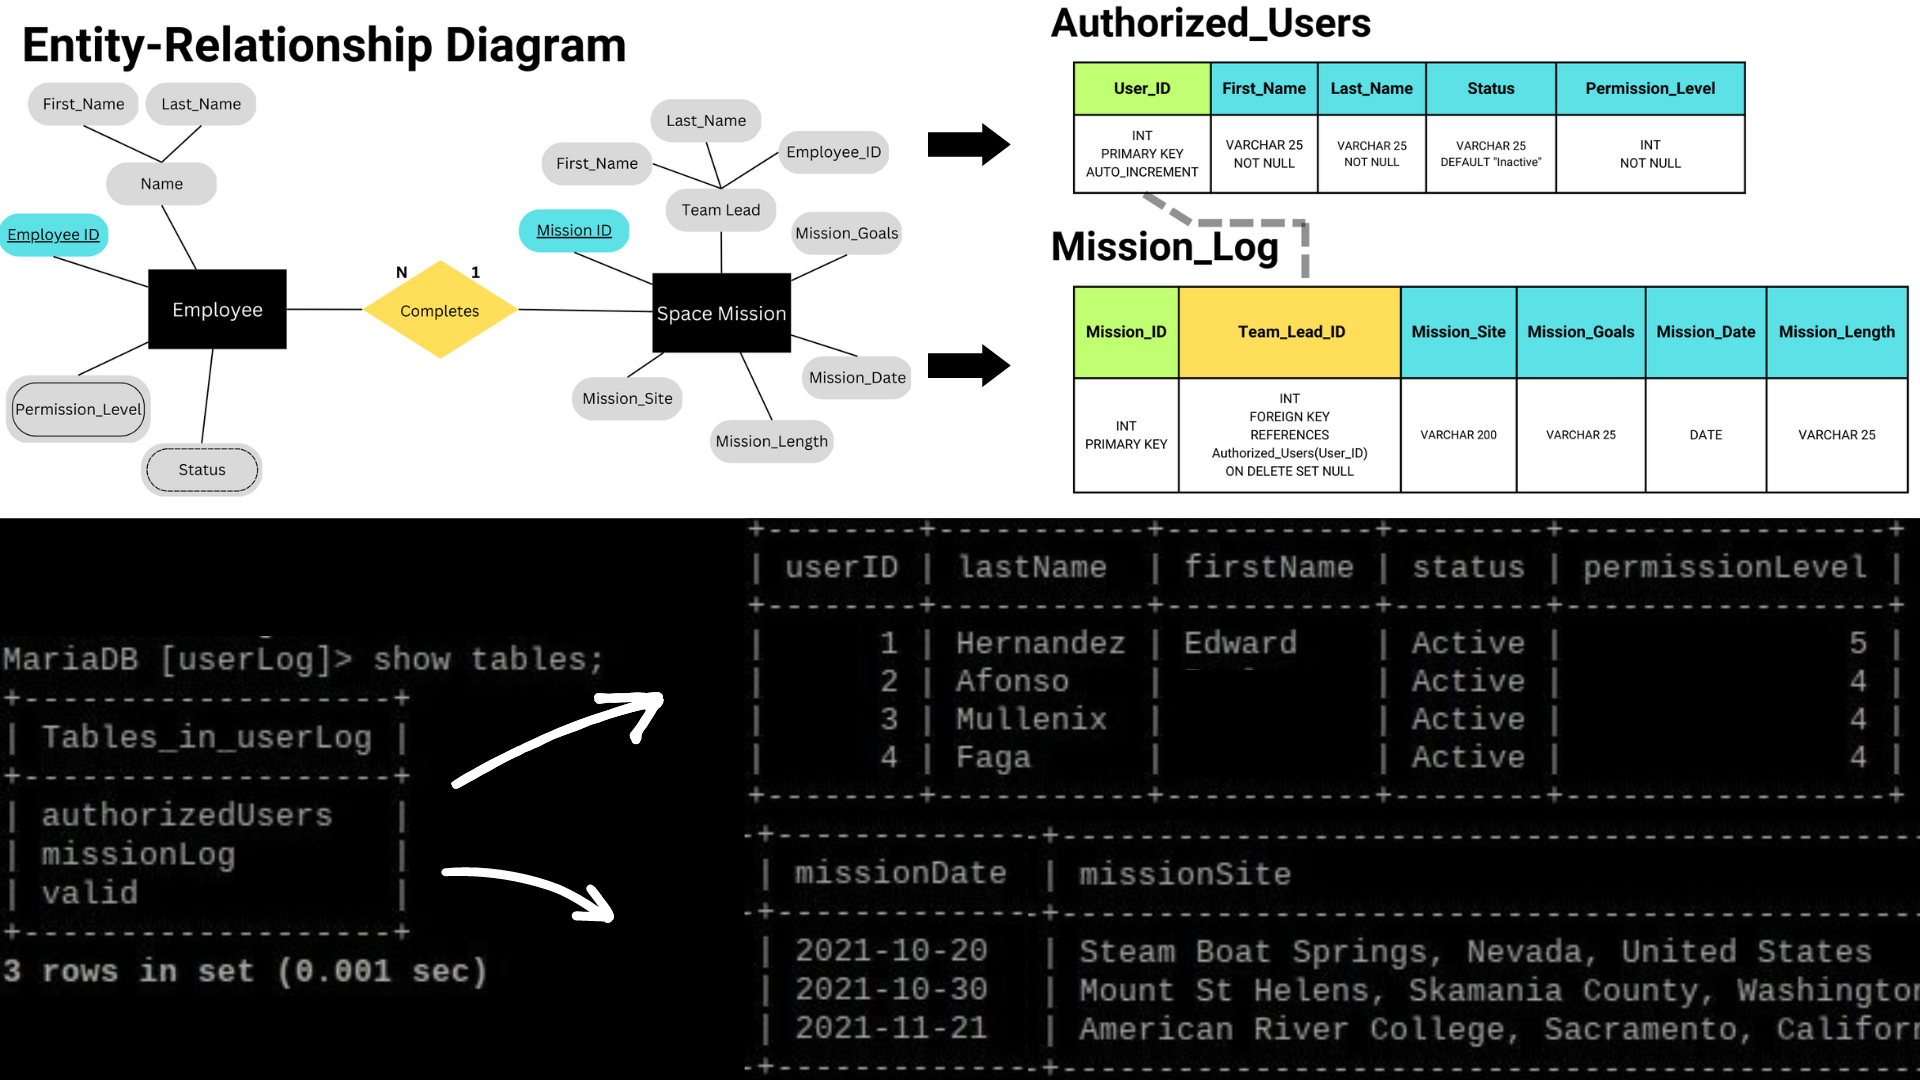 Entity-Relationship Diagram
First_Name
Last_Name
Name
Employee ID
Employee
Permission_Level
Status
N
1
Completes
Last_Name
First_Name
Employee_ID
Team Lead
Mission ID
Mission_Goals
Space Mission
Mission_Date
Mission_Site
Mission_Length
Authorized_Users
User_ID
First_Name
Last_Name
Status
Permission_Level
INT
PRIMARY KEY
AUTO_INCREMENT
VARCHAR 25
NOT NULL
VARCHAR 25
NOT NULL
VARCHAR 25
DEFAULT "Inactive"
INT
NOT NULL
Mission_Log
Mission_ID
Team_Lead_ID
Mission_Site
Mission_Goals
Mission_Date
Mission_Length
INT
PRIMARY KEY
INT
FOREIGN KEY
REFERENCES
Authorized_Users(User_ID)
ON DELETE SET NULL
VARCHAR 200
VARCHAR 25
DATE
VARCHAR 25
MariaDB [userLog]> show tables;
Tables_in_userLog
authorizedUsers
missionLog
valid
3 rows in set (0.001 sec)
userID | lastName | firstName | status | permissionLevel
1 | Hernandez | Edward | Active | 5
2 | Afonso | | Active | 4
3 | Mullenix | | Active | 4
4 | Faga | | Active | 4
missionDate | missionSite
2021-10-20 | Steam Boat Springs, Nevada, United States
2021-10-30 | Mount St Helens, Skamania County, Washington
2021-11-21 | American River College, Sacramento, Califor